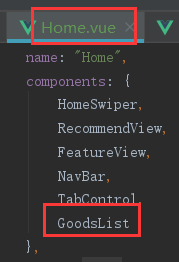 Home.vue ×
name: "Home",
components: {
HomeSwiper,
RecommendView,
FeatureView,
NavBar,
TabControl,
GoodsList
},